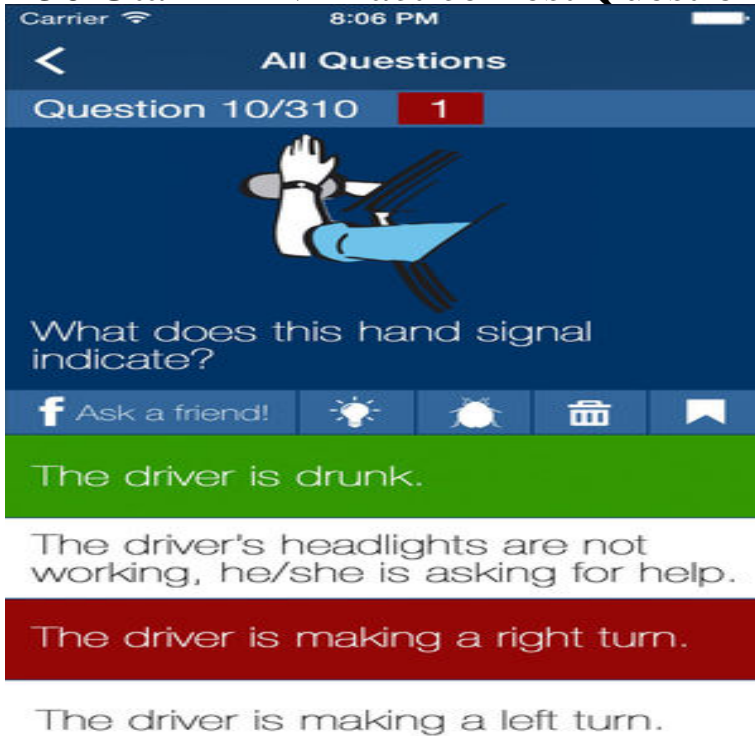 Carrier 8:06 PM
All Questions
Question 10/310 1
What does this hand signal
indicate?
f Ask a friend!
The driver is drunk.
The driver's headlights are not
working, he/she is asking for help.
The driver is making a right turn.
The driver is making a left turn.